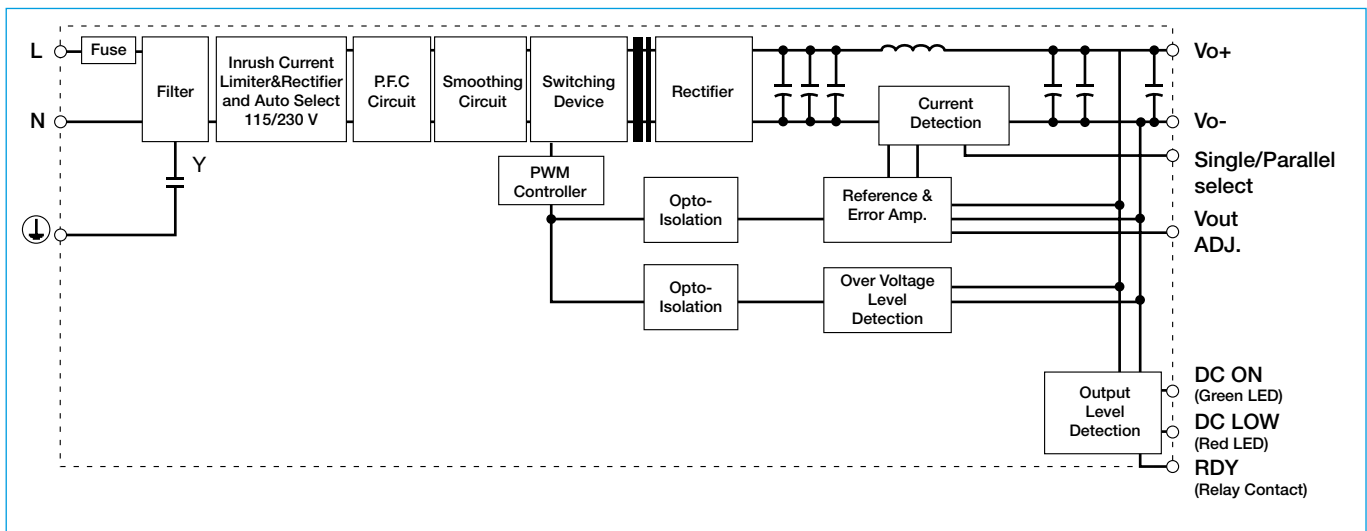 L
Fuse
N
Filter
Inrush Current
Limiter&Rectifier
and Auto Select
115/230 V
P.F.C
Circuit
Smoothing
Circuit
Switching
Device
Rectifier
Current
Detection
Vo+
Vo-
Single/Parallel
select
Vout
ADJ.
Y
PWM
Controller
Opto-
Isolation
Reference &
Error Amp.
Opto-
Isolation
Over Voltage
Level
Detection
Output
Level
Detection
DC ON
(Green LED)
DC LOW
(Red LED)
RDY
(Relay Contact)